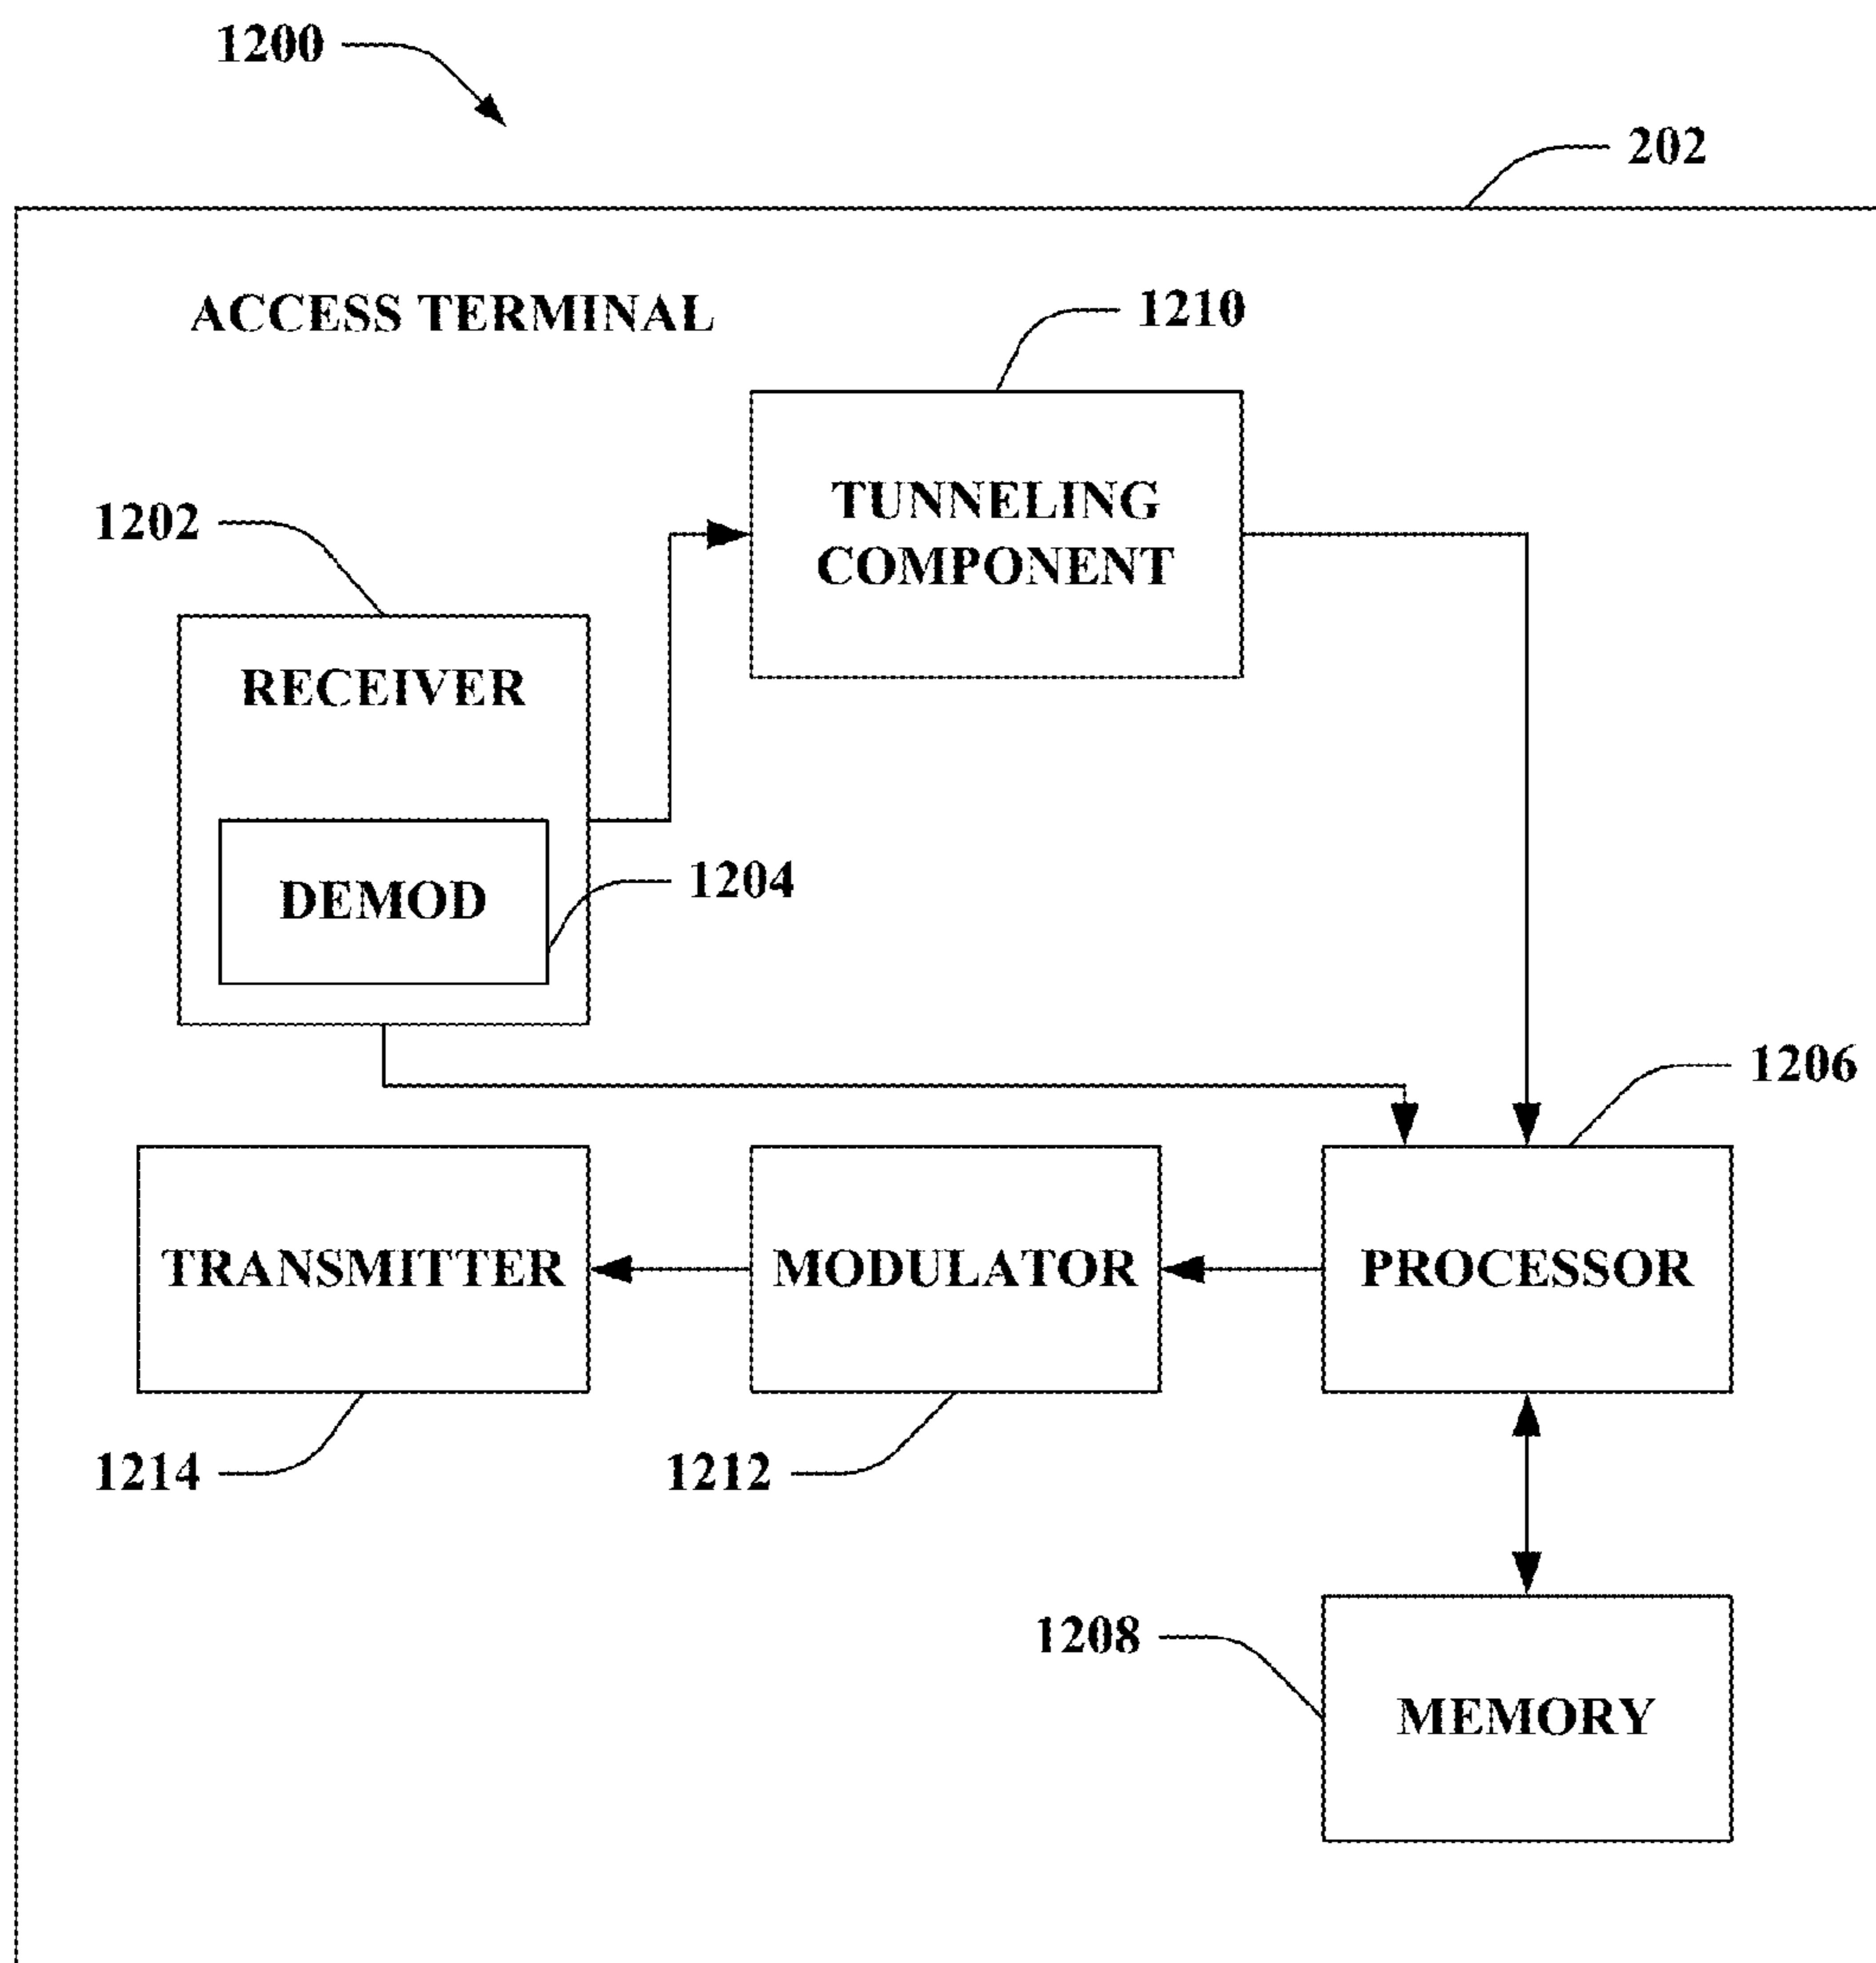 1200
202
ACCESS TERMINAL
1210
TUNNELING
COMPONENT
1202
RECEIVER
DEMOD
1204
1206
TRANSMITTER
MODULATOR
PROCESSOR
1214
1212
1208
MEMORY